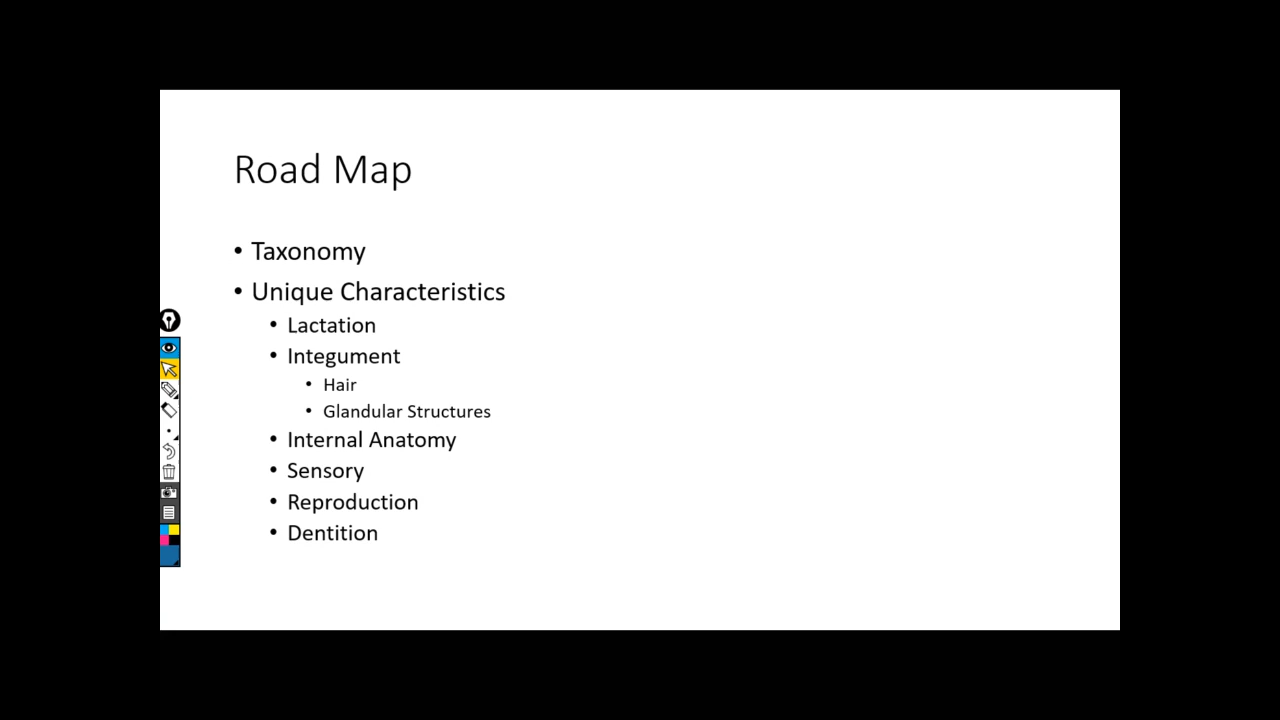 Road Map
• Taxonomy
• Unique Characteristics
• Lactation
• Integument
• Hair
• Glandular Structures
• Internal Anatomy
• Sensory
• Reproduction
• Dentition